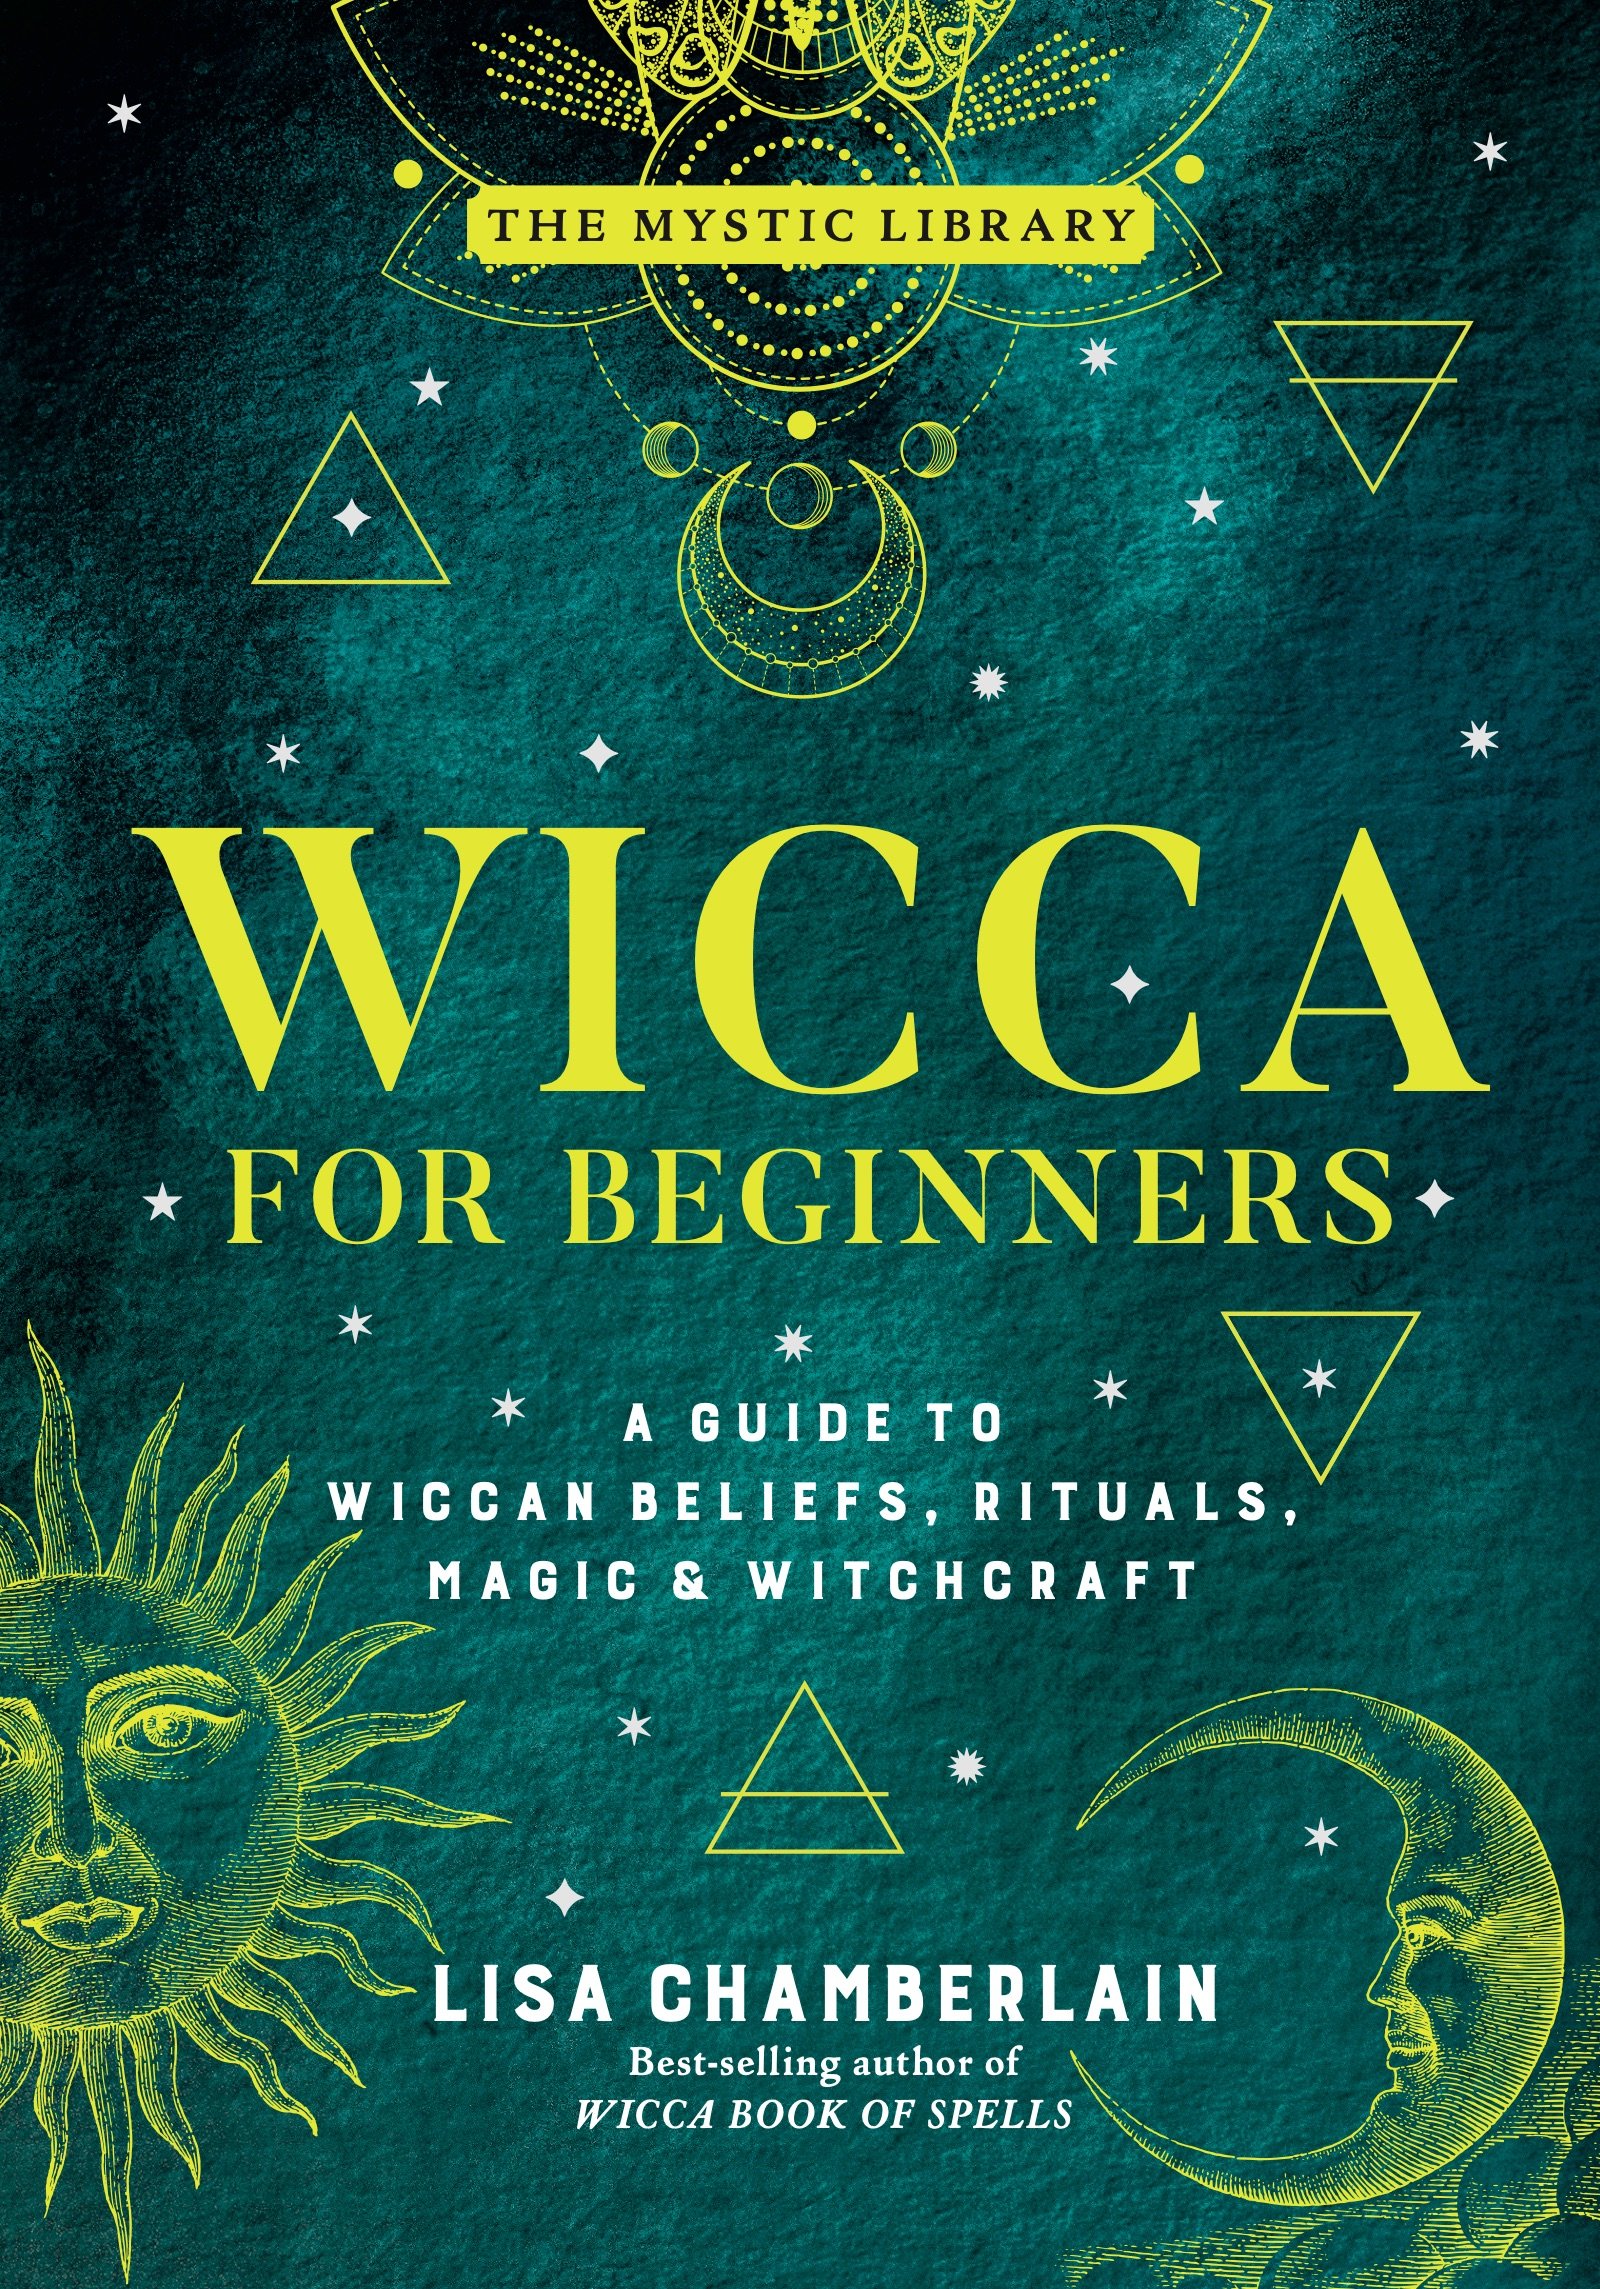 THE MYSTIC LIBRARY
WICCA
FOR BEGINNERS
A GUIDE TO
WICCAN BELIEFS, RITUALS,
MAGIC & WITCHCRAFT
LISA CHAMBERLAIN
Best-selling author of
WICCA BOOK OF SPELLS